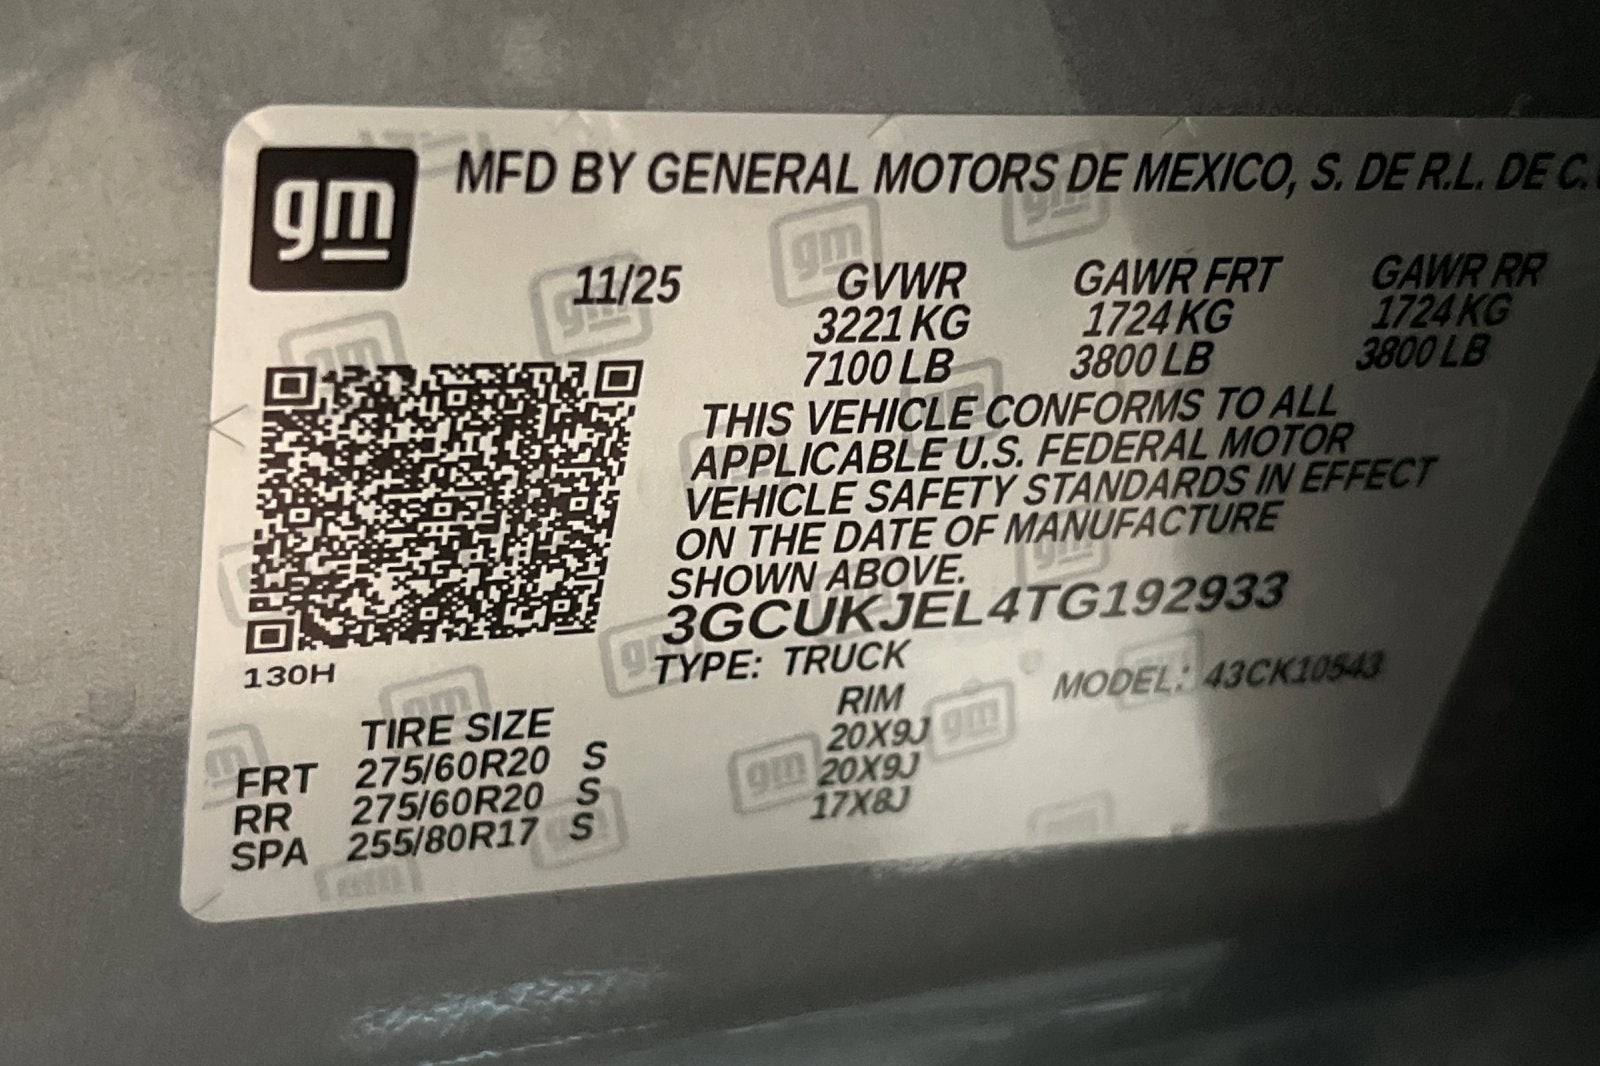 gm
MFD BY GENERAL MOTORS DE MEXICO, S. DE R.L. DE C.
11/25 GVWR GAWR FRT GAWR RR
3221 KG 1724 KG 1724 KG
7100 LB 3800 LB 3800 LB
THIS VEHICLE CONFORMS TO ALL
APPLICABLE U.S. FEDERAL MOTOR
VEHICLE SAFETY STANDARDS IN EFFECT
ON THE DATE OF MANUFACTURE
SHOWN ABOVE.
3GCUKJEL4TG192933
130H
TYPE: TRUCK MODEL: 43CK10543
TIRE SIZE RIM
FRT 275/60R20 S 20X9J
RR 275/60R20 S 20X9J
SPA 255/80R17 S 17X8J